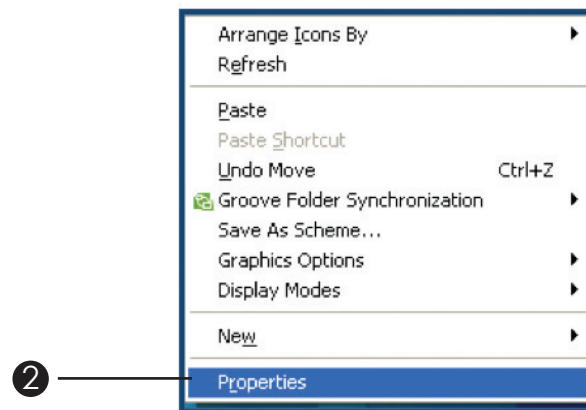 Arrange Icons By
Refresh
Paste
Paste Shortcut
Undo Move Ctrl+Z
Groove Folder Synchronization
Save As Scheme...
Graphics Options
Display Modes
New
2 Properties